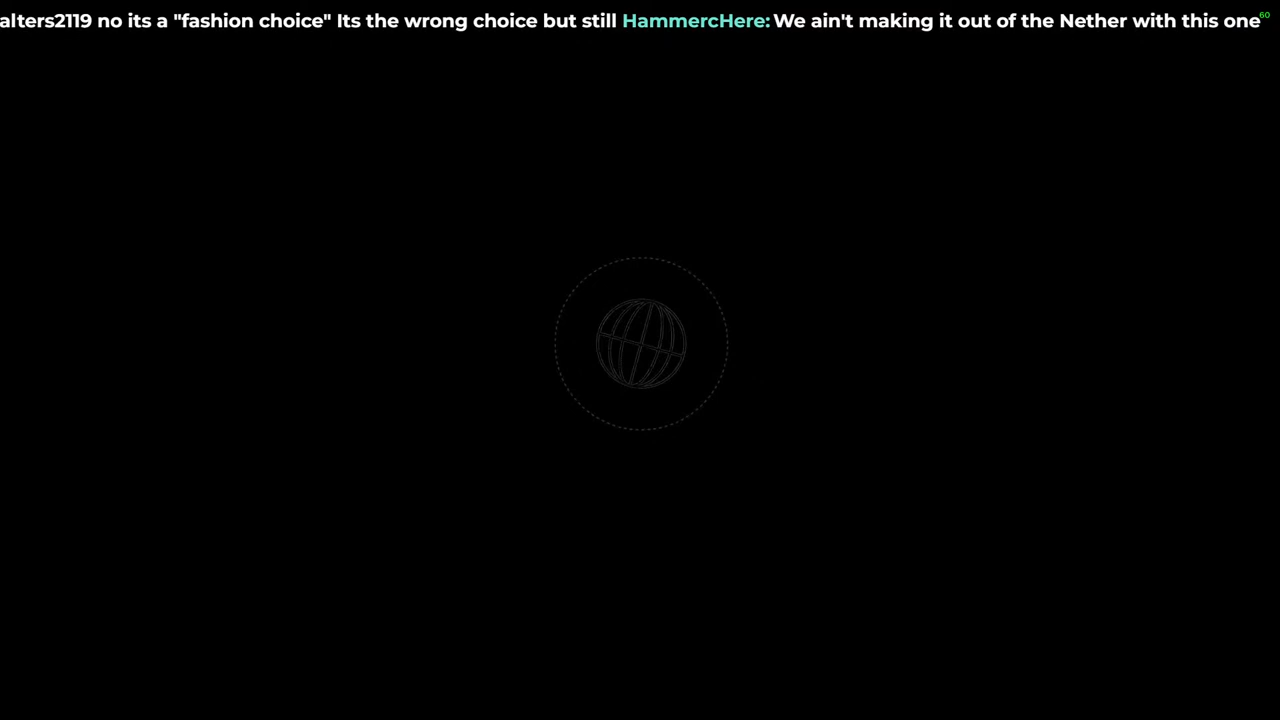 alters2119 no its a "fashion choice" Its the wrong choice but still HammercHere: We ain't making it out of the Nether with this one
60